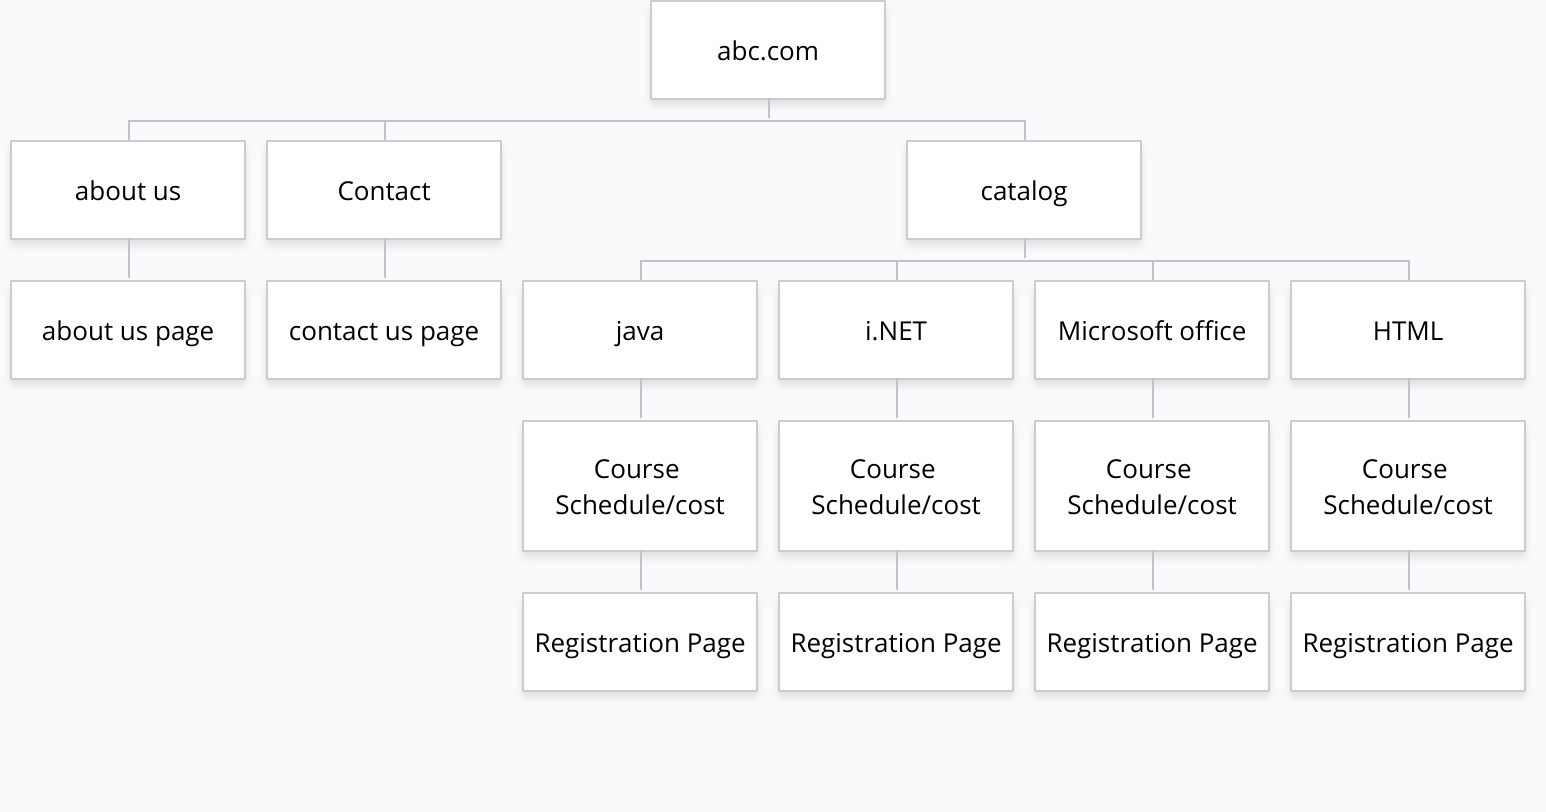 abc.com
about us
Contact
catalog
about us page
contact us page
java
i.NET
Microsoft office
HTML
Course
Schedule/cost
Course
Schedule/cost
Course
Schedule/cost
Course
Schedule/cost
Registration Page
Registration Page
Registration Page
Registration Page